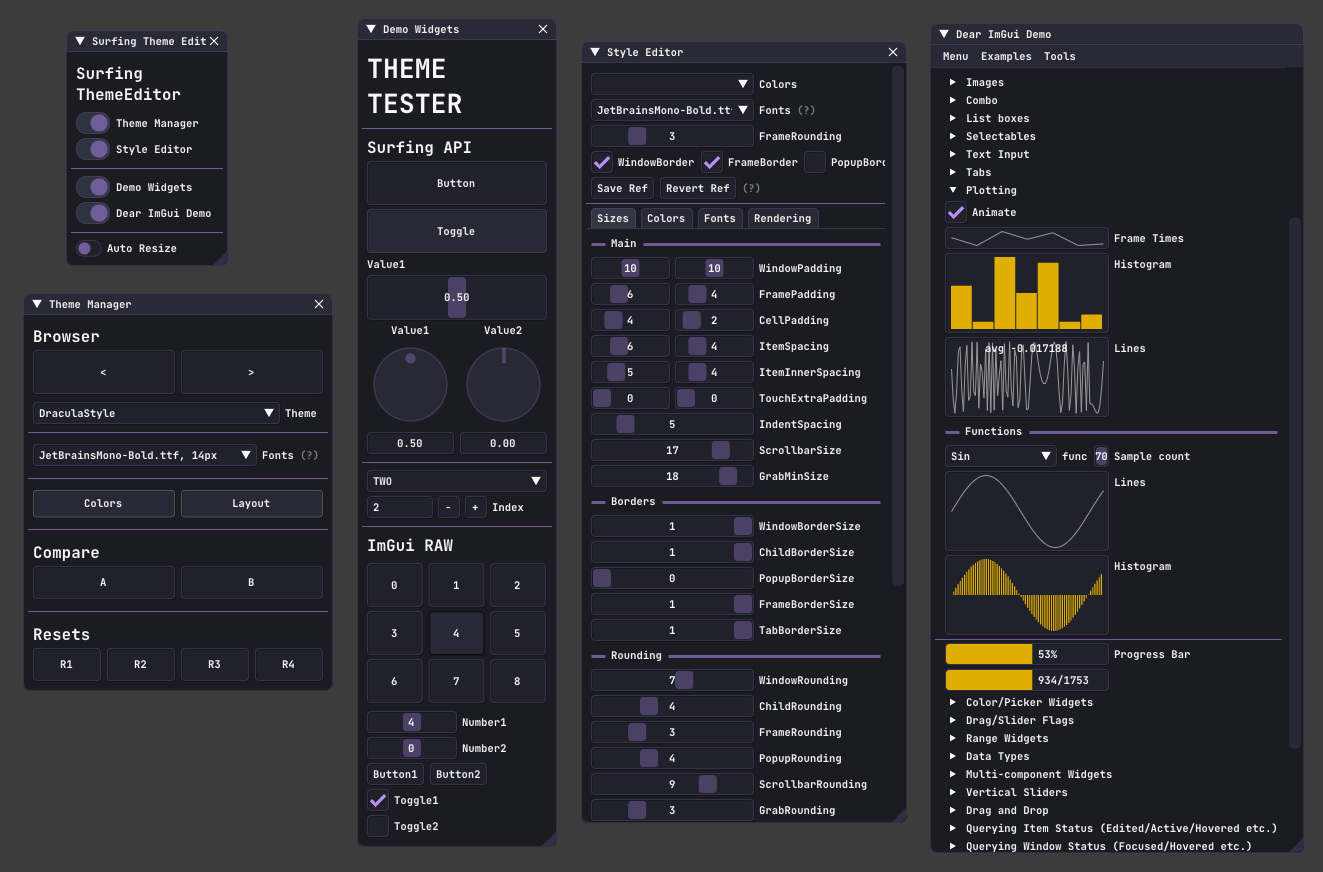 Surfing Theme Edit
Surfing
ThemeEditor
Theme Manager
Style Editor
Demo Widgets
Dear ImGui Demo
Auto Resize
Theme Manager
Browser
< >
DraculaStyle Theme
JetBrainsMono-Bold.ttf, 14px Fonts (?)
Colors Layout
Compare
A B
Resets
R1 R2 R3 R4
Demo Widgets
THEME
TESTER
Surfing API
Button
Toggle
Value1
0.50
Value1 Value2
0.50 0.00
TWO
2 - + Index
ImGui RAW
0 1 2
3 4 5
6 7 8
4 Number1
0 Number2
Button1 Button2
Toggle1
Toggle2
Style Editor
Colors
JetBrainsMono-Bold.tt Fonts (?)
3 FrameRounding
WindowBorder FrameBorder PopupBord
Save Ref Revert Ref (?)
Sizes Colors Fonts Rendering
Main
10 10 WindowPadding
6 4 FramePadding
4 2 CellPadding
6 4 ItemSpacing
5 4 ItemInnerSpacing
0 0 TouchExtraPadding
5 IndentSpacing
17 ScrollbarSize
18 GrabMinSize
Borders
1 WindowBorderSize
1 ChildBorderSize
0 PopupBorderSize
1 FrameBorderSize
1 TabBorderSize
Rounding
7 WindowRounding
4 ChildRounding
3 FrameRounding
4 PopupRounding
9 ScrollbarRounding
3 GrabRounding
Dear ImGui Demo
Menu Examples Tools
Images
Combo
List boxes
Selectables
Text Input
Tabs
Plotting
Animate
Frame Times
Histogram
avg -0.017188 Lines
Functions
Sin func 70 Sample count
Lines
Histogram
53% Progress Bar
934/1753
Color/Picker Widgets
Drag/Slider Flags
Range Widgets
Data Types
Multi-component Widgets
Vertical Sliders
Drag and Drop
Querying Item Status (Edited/Active/Hovered etc.)
Querying Window Status (Focused/Hovered etc.)